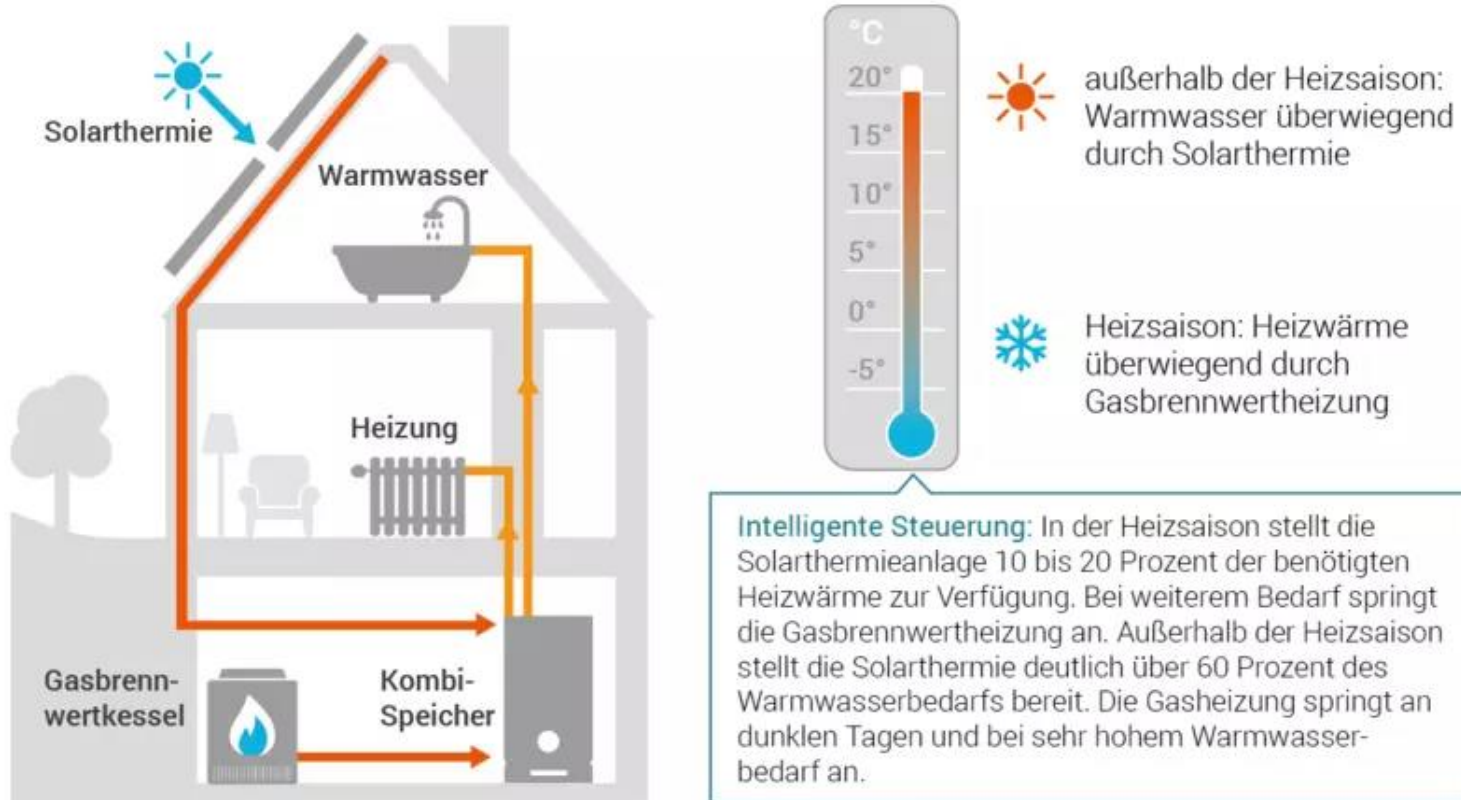 Solarthermie
Warmwasser
Heizung
Gasbrenn-
wertkessel
Kombi-
Speicher
°C
20°
15°
10°
5°
0°
-5°
außerhalb der Heizsaison:
Warmwasser überwiegend
durch Solarthermie
Heizsaison: Heizwärme
überwiegend durch
Gasbrennwertheizung
Intelligente Steuerung: In der Heizsaison stellt die
Solarthermieanlage 10 bis 20 Prozent der benötigten
Heizwärme zur Verfügung. Bei weiterem Bedarf springt
die Gasbrennwertheizung an. Außerhalb der Heizsaison
stellt die Solarthermie deutlich über 60 Prozent des
Warmwasserbedarfs bereit. Die Gasheizung springt an
dunklen Tagen und bei sehr hohem Warmwasser-
bedarf an.